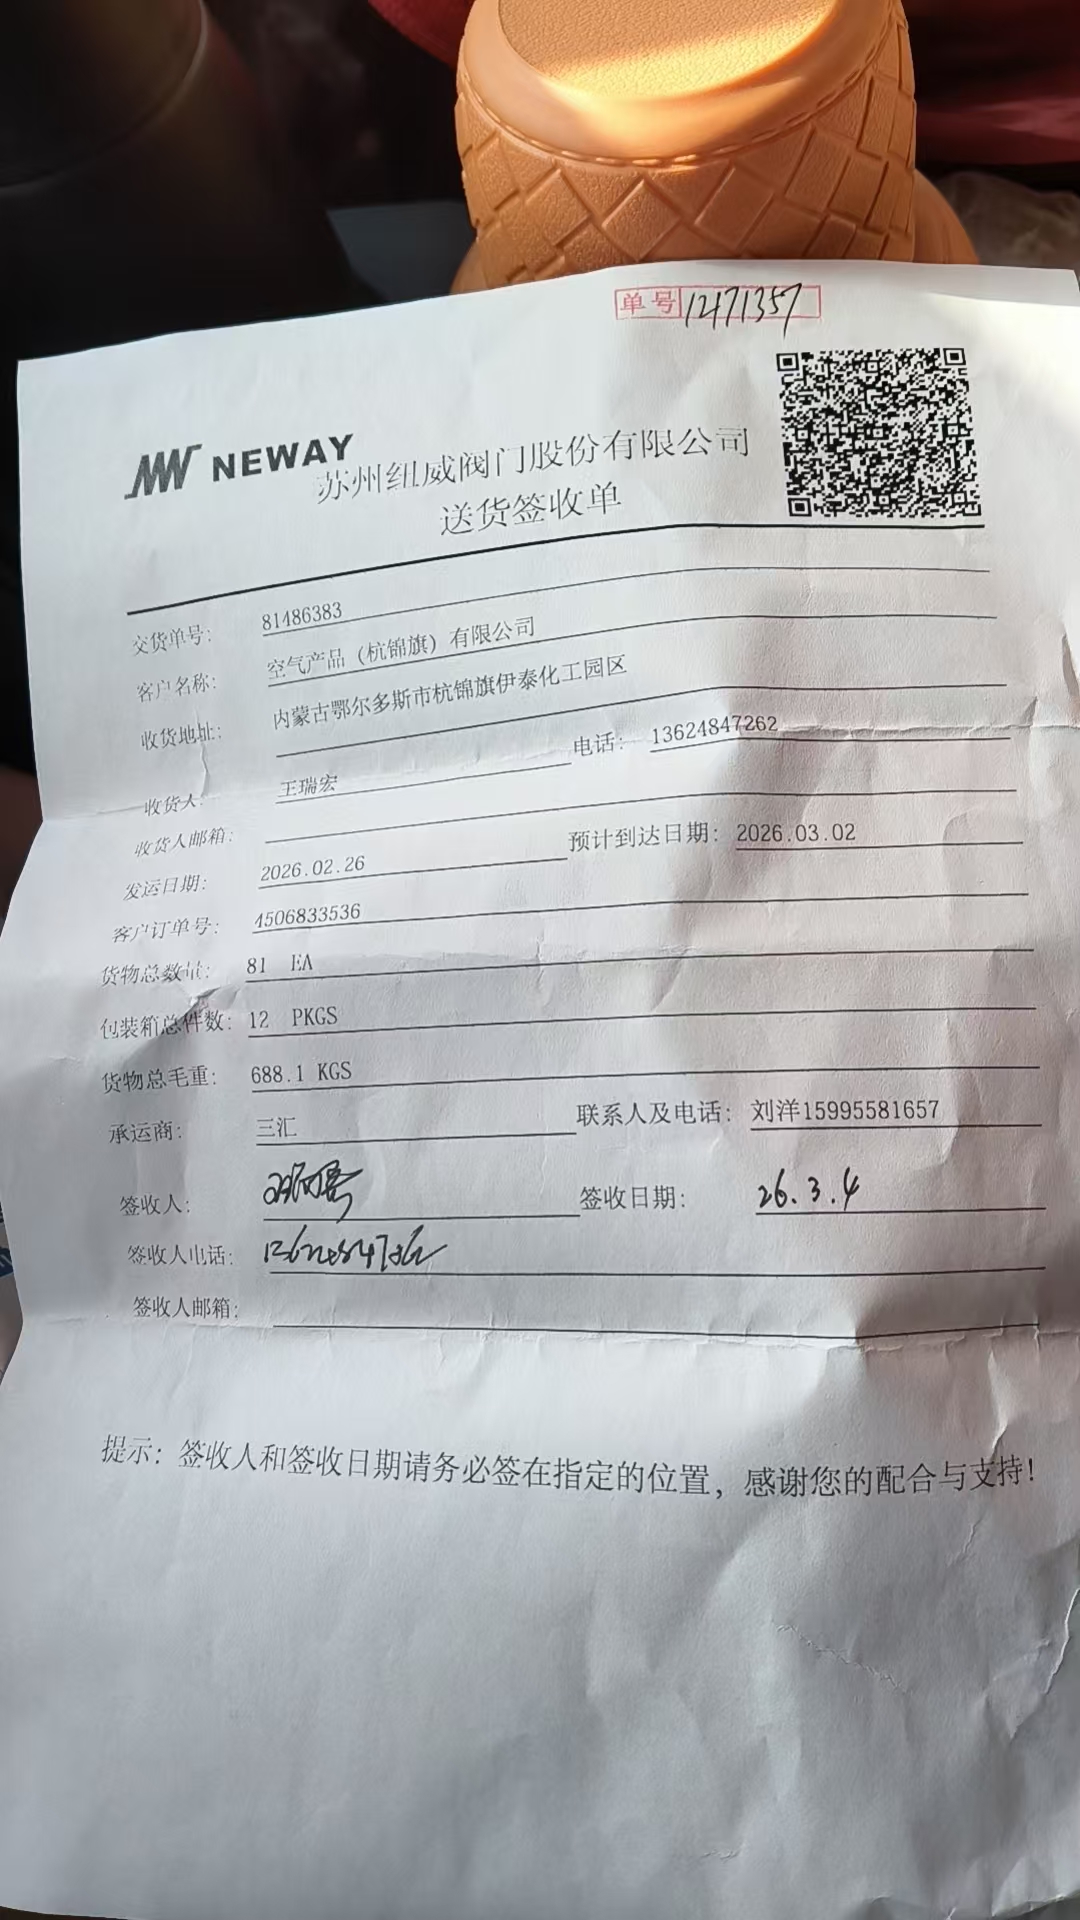 单号 12471357
NEWAY 苏州纽威阀门股份有限公司
送货签收单
交货单号: 81486383
客户名称: 空气产品（杭锦旗）有限公司
收货地址: 内蒙古鄂尔多斯市杭锦旗伊泰化工园区
收货人: 王瑞宏 电话: 13624847262
收货人邮箱:
发运日期: 2026.02.26 预计到达日期: 2026.03.02
客户订单号: 4506833536
货物总数量: 81 EA
包装箱总件数: 12 PKGS
货物总毛重: 688.1 KGS
承运商: 三汇 联系人及电话: 刘洋15995581657
签收人: 签收日期: 26.3.4
签收人电话: 13624847262
签收人邮箱:
提示: 签收人和签收日期请务必签在指定的位置，感谢您的配合与支持!